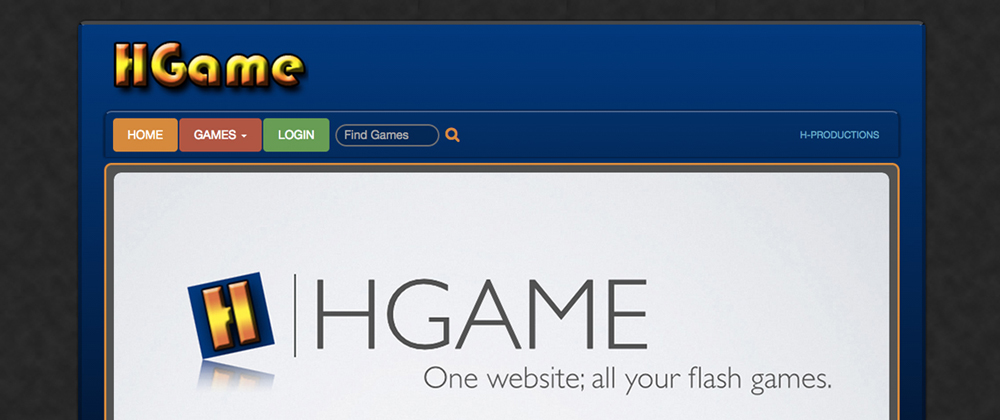 HGame
HOME GAMES LOGIN Find Games H-PRODUCTIONS
H HGAME
One website; all your flash games.